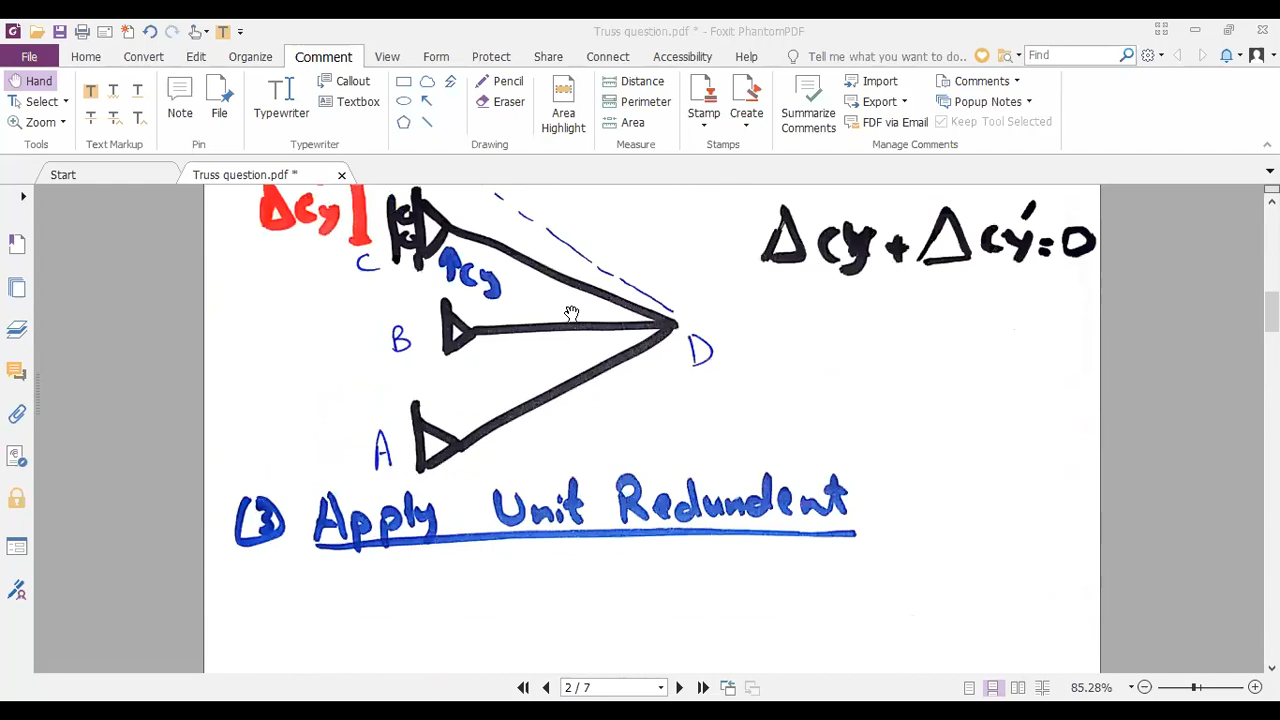 Truss question.pdf * - Foxit PhantomPDF
File Home Convert Edit Organize Comment View Form Protect Share Connect Accessibility Help Tell me what you want to do... Find
Hand
Select
Zoom
Tools
Text Markup
Note
File
Pin
Typewriter
Callout
Textbox
Typewriter
Pencil
Eraser
Area Highlight
Drawing
Distance
Perimeter
Area
Measure
Stamp
Create
Stamps
Summarize Comments
Import
Export
FDF via Email
Comments
Popup Notes
Keep Tool Selected
Manage Comments
Start
Truss question.pdf *
Δcy
Δcy + Δcy' = 0
C
↑Cy
B
D
A
(3) Apply Unit Redundent
2 / 7
85.28%